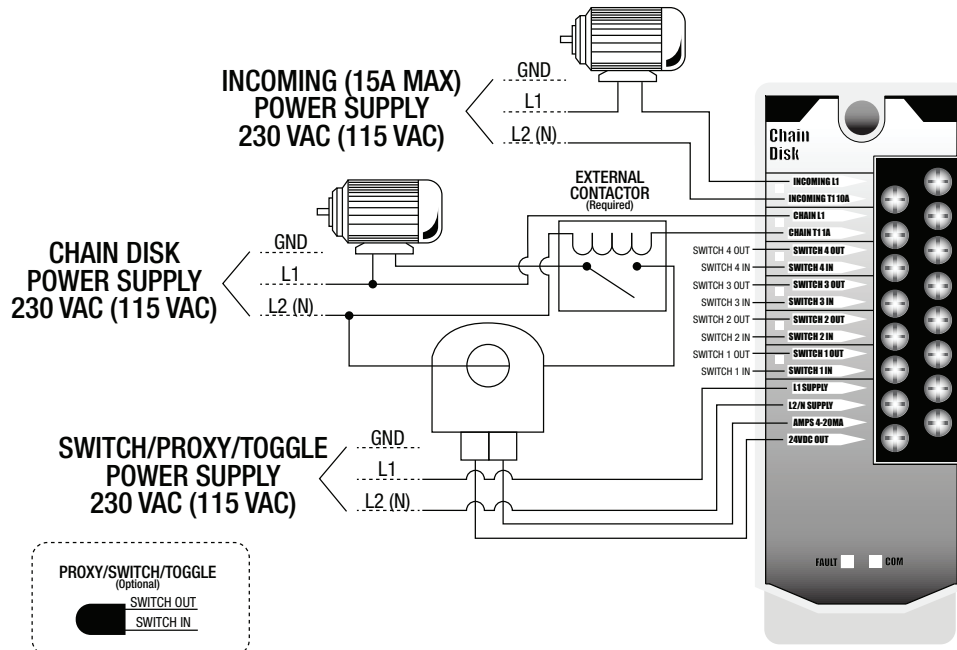 GND
INCOMING (15A MAX)
POWER SUPPLY
230 VAC (115 VAC)
L1
L2 (N)
EXTERNAL
CONTACTOR
(Required)
CHAIN DISK
POWER SUPPLY
230 VAC (115 VAC)
GND
L1
L2 (N)
SWITCH/PROXY/TOGGLE
POWER SUPPLY
230 VAC (115 VAC)
GND
L1
L2 (N)
PROXY/SWITCH/TOGGLE
(Optional)
SWITCH OUT
SWITCH IN
SWITCH 4 OUT
SWITCH 4 IN
SWITCH 3 OUT
SWITCH 3 IN
SWITCH 2 OUT
SWITCH 2 IN
SWITCH 1 OUT
SWITCH 1 IN
Chain
Disk
INCOMING L1
INCOMING T1 10A
CHAIN L1
CHAIN T1 1A
SWITCH 4 OUT
SWITCH 4 IN
SWITCH 3 OUT
SWITCH 3 IN
SWITCH 2 OUT
SWITCH 2 IN
SWITCH 1 OUT
SWITCH 1 IN
L1 SUPPLY
L2/N SUPPLY
AMPS 4-20MA
24VDC OUT
FAULT
COM